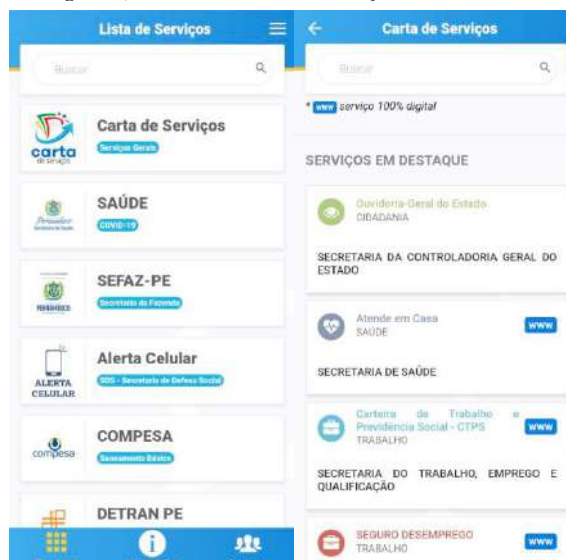 Lista de Serviços
Buscar
carta
de serviços
Carta de Serviços
Serviços Gerais
SAÚDE
COVID-19
SEFAZ-PE
Secretaria da Fazenda
PERNAMBUCO
Alerta Celular
SDS - Secretaria de Defesa Social
ALERTA
CELULAR
COMPESA
Saneamento Básico
compesa
DETRAN PE
Carta de Serviços
Buscar
* www serviço 100% digital
SERVIÇOS EM DESTAQUE
Ouvidoria-Geral do Estado
CIDADANIA
SECRETARIA DA CONTROLADORIA GERAL DO
ESTADO
Atende em Casa
SAÚDE
www
SECRETARIA DE SAÚDE
Carteira de Trabalho e
Previdência Social - CTPS
TRABALHO
www
SECRETARIA DO TRABALHO, EMPREGO E
QUALIFICAÇÃO
SEGURO DESEMPREGO
TRABALHO
www